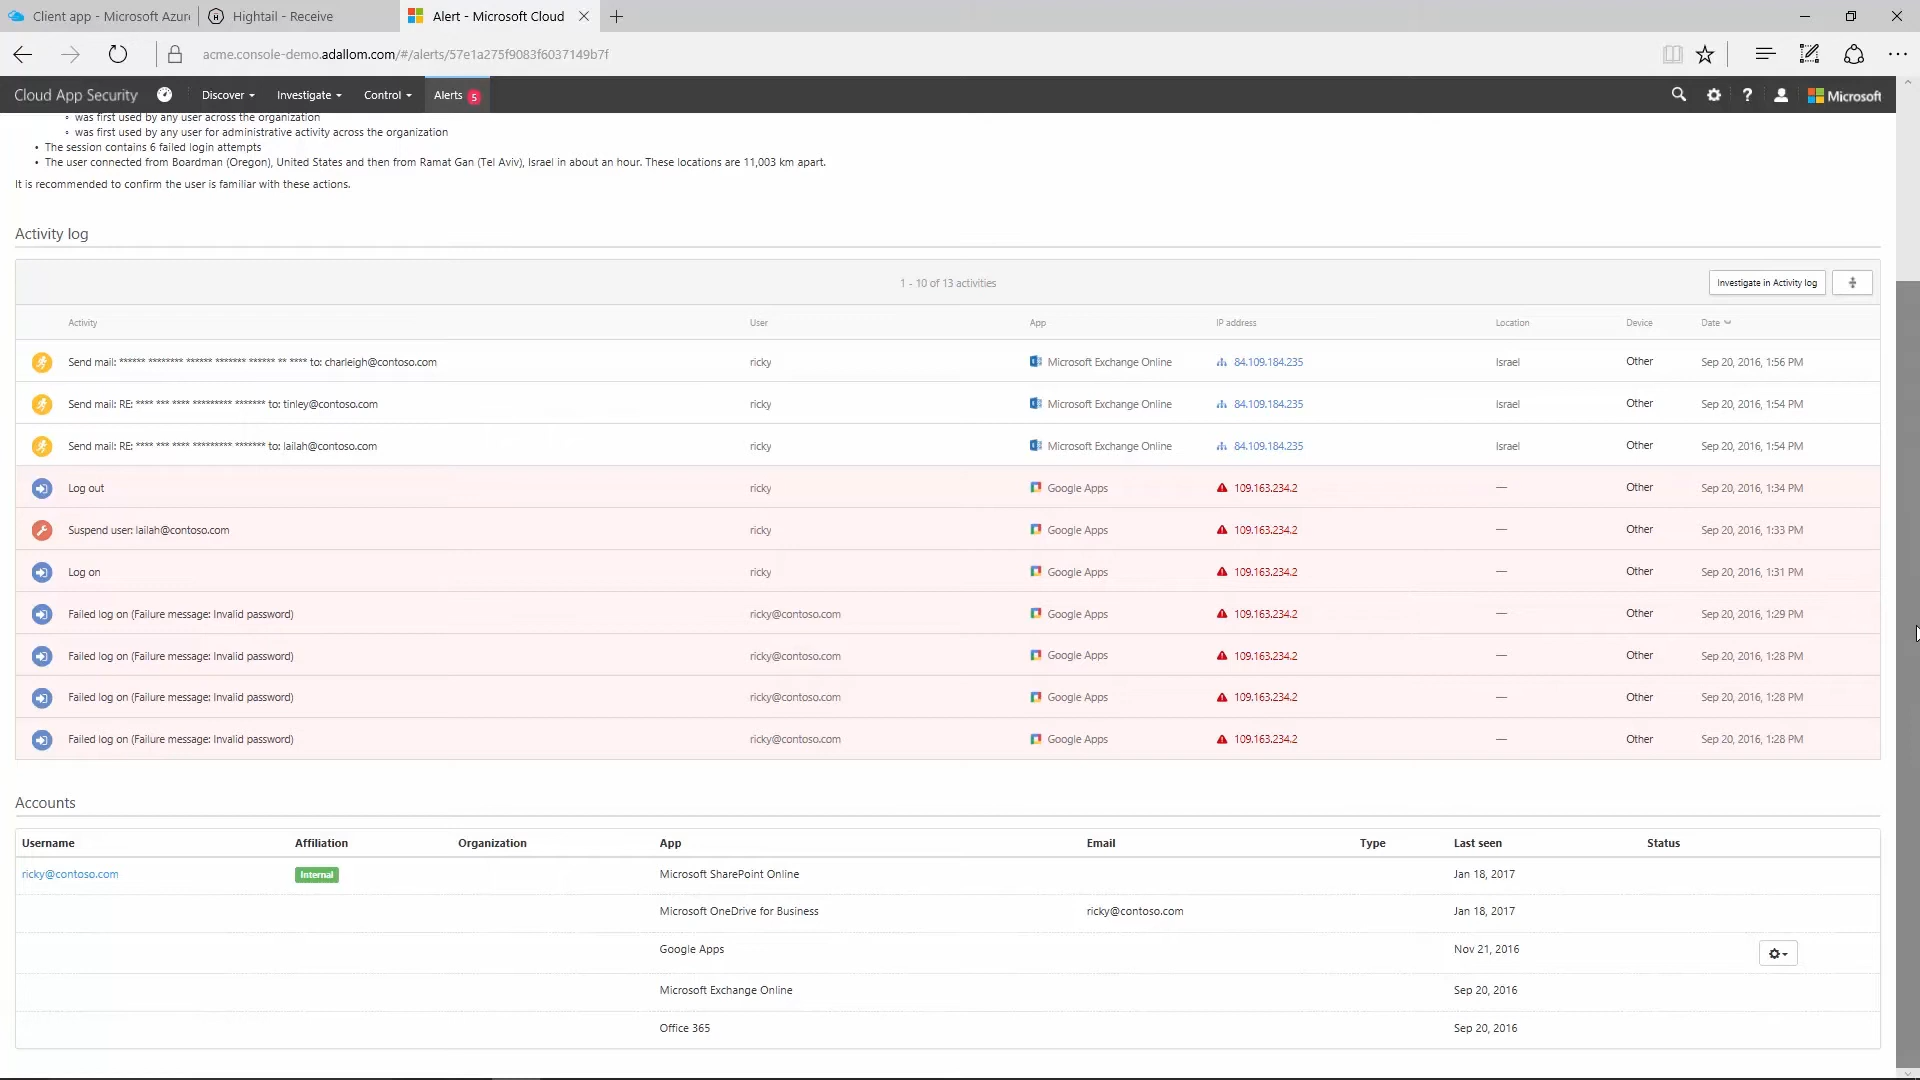 Client app - Microsoft Azur
Hightail - Receive
Alert - Microsoft Cloud
acme.console-demo.adallom.com/#/alerts/57e1a275f9083f6037149b7f
Cloud App Security Discover Investigate Control Alerts 5 ? Microsoft
◦ was first used by any user across the organization
◦ was first used by any user for administrative activity across the organization
• The session contains 6 failed login attempts
• The user connected from Boardman (Oregon), United States and then from Ramat Gan (Tel Aviv), Israel in about an hour. These locations are 11,003 km apart.
It is recommended to confirm the user is familiar with these actions.
Activity log
1 - 10 of 13 activities Investigate in Activity log
Activity User App IP address Location Device Date
Send mail: ****** ******** ****** ******* ****** ** **** to: charleigh@contoso.com ricky Microsoft Exchange Online 84.109.184.235 Israel Other Sep 20, 2016, 1:56 PM
Send mail: RE: **** *** **** ********* ******* to: tinley@contoso.com ricky Microsoft Exchange Online 84.109.184.235 Israel Other Sep 20, 2016, 1:54 PM
Send mail: RE: **** *** **** ********* ******* to: lailah@contoso.com ricky Microsoft Exchange Online 84.109.184.235 Israel Other Sep 20, 2016, 1:54 PM
Log out ricky Google Apps 109.163.234.2 — Other Sep 20, 2016, 1:34 PM
Suspend user: lailah@contoso.com ricky Google Apps 109.163.234.2 — Other Sep 20, 2016, 1:33 PM
Log on ricky Google Apps 109.163.234.2 — Other Sep 20, 2016, 1:31 PM
Failed log on (Failure message: Invalid password) ricky@contoso.com Google Apps 109.163.234.2 — Other Sep 20, 2016, 1:29 PM
Failed log on (Failure message: Invalid password) ricky@contoso.com Google Apps 109.163.234.2 — Other Sep 20, 2016, 1:28 PM
Failed log on (Failure message: Invalid password) ricky@contoso.com Google Apps 109.163.234.2 — Other Sep 20, 2016, 1:28 PM
Failed log on (Failure message: Invalid password) ricky@contoso.com Google Apps 109.163.234.2 — Other Sep 20, 2016, 1:28 PM
Accounts
Username Affiliation Organization App Email Type Last seen Status
ricky@contoso.com Internal Microsoft SharePoint Online Jan 18, 2017
Microsoft OneDrive for Business ricky@contoso.com Jan 18, 2017
Google Apps Nov 21, 2016
Microsoft Exchange Online Sep 20, 2016
Office 365 Sep 20, 2016